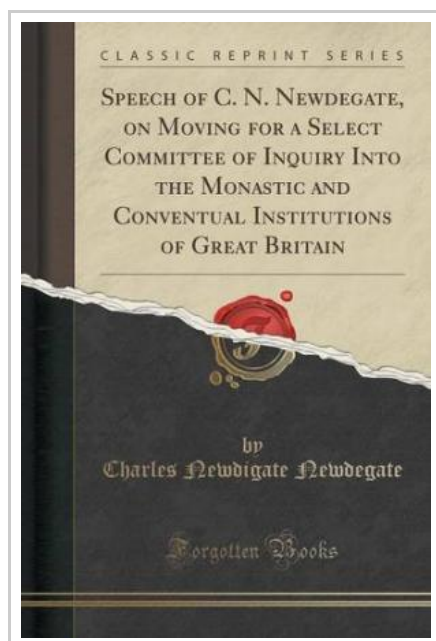 CLASSIC REPRINT SERIES
SPEECH OF C. N. NEWDEGATE,
ON MOVING FOR A SELECT
COMMITTEE OF INQUIRY INTO
THE MONASTIC AND
CONVENTUAL INSTITUTIONS
OF GREAT BRITAIN
F
by
Charles Newdigate Newdegate
Forgotten Books